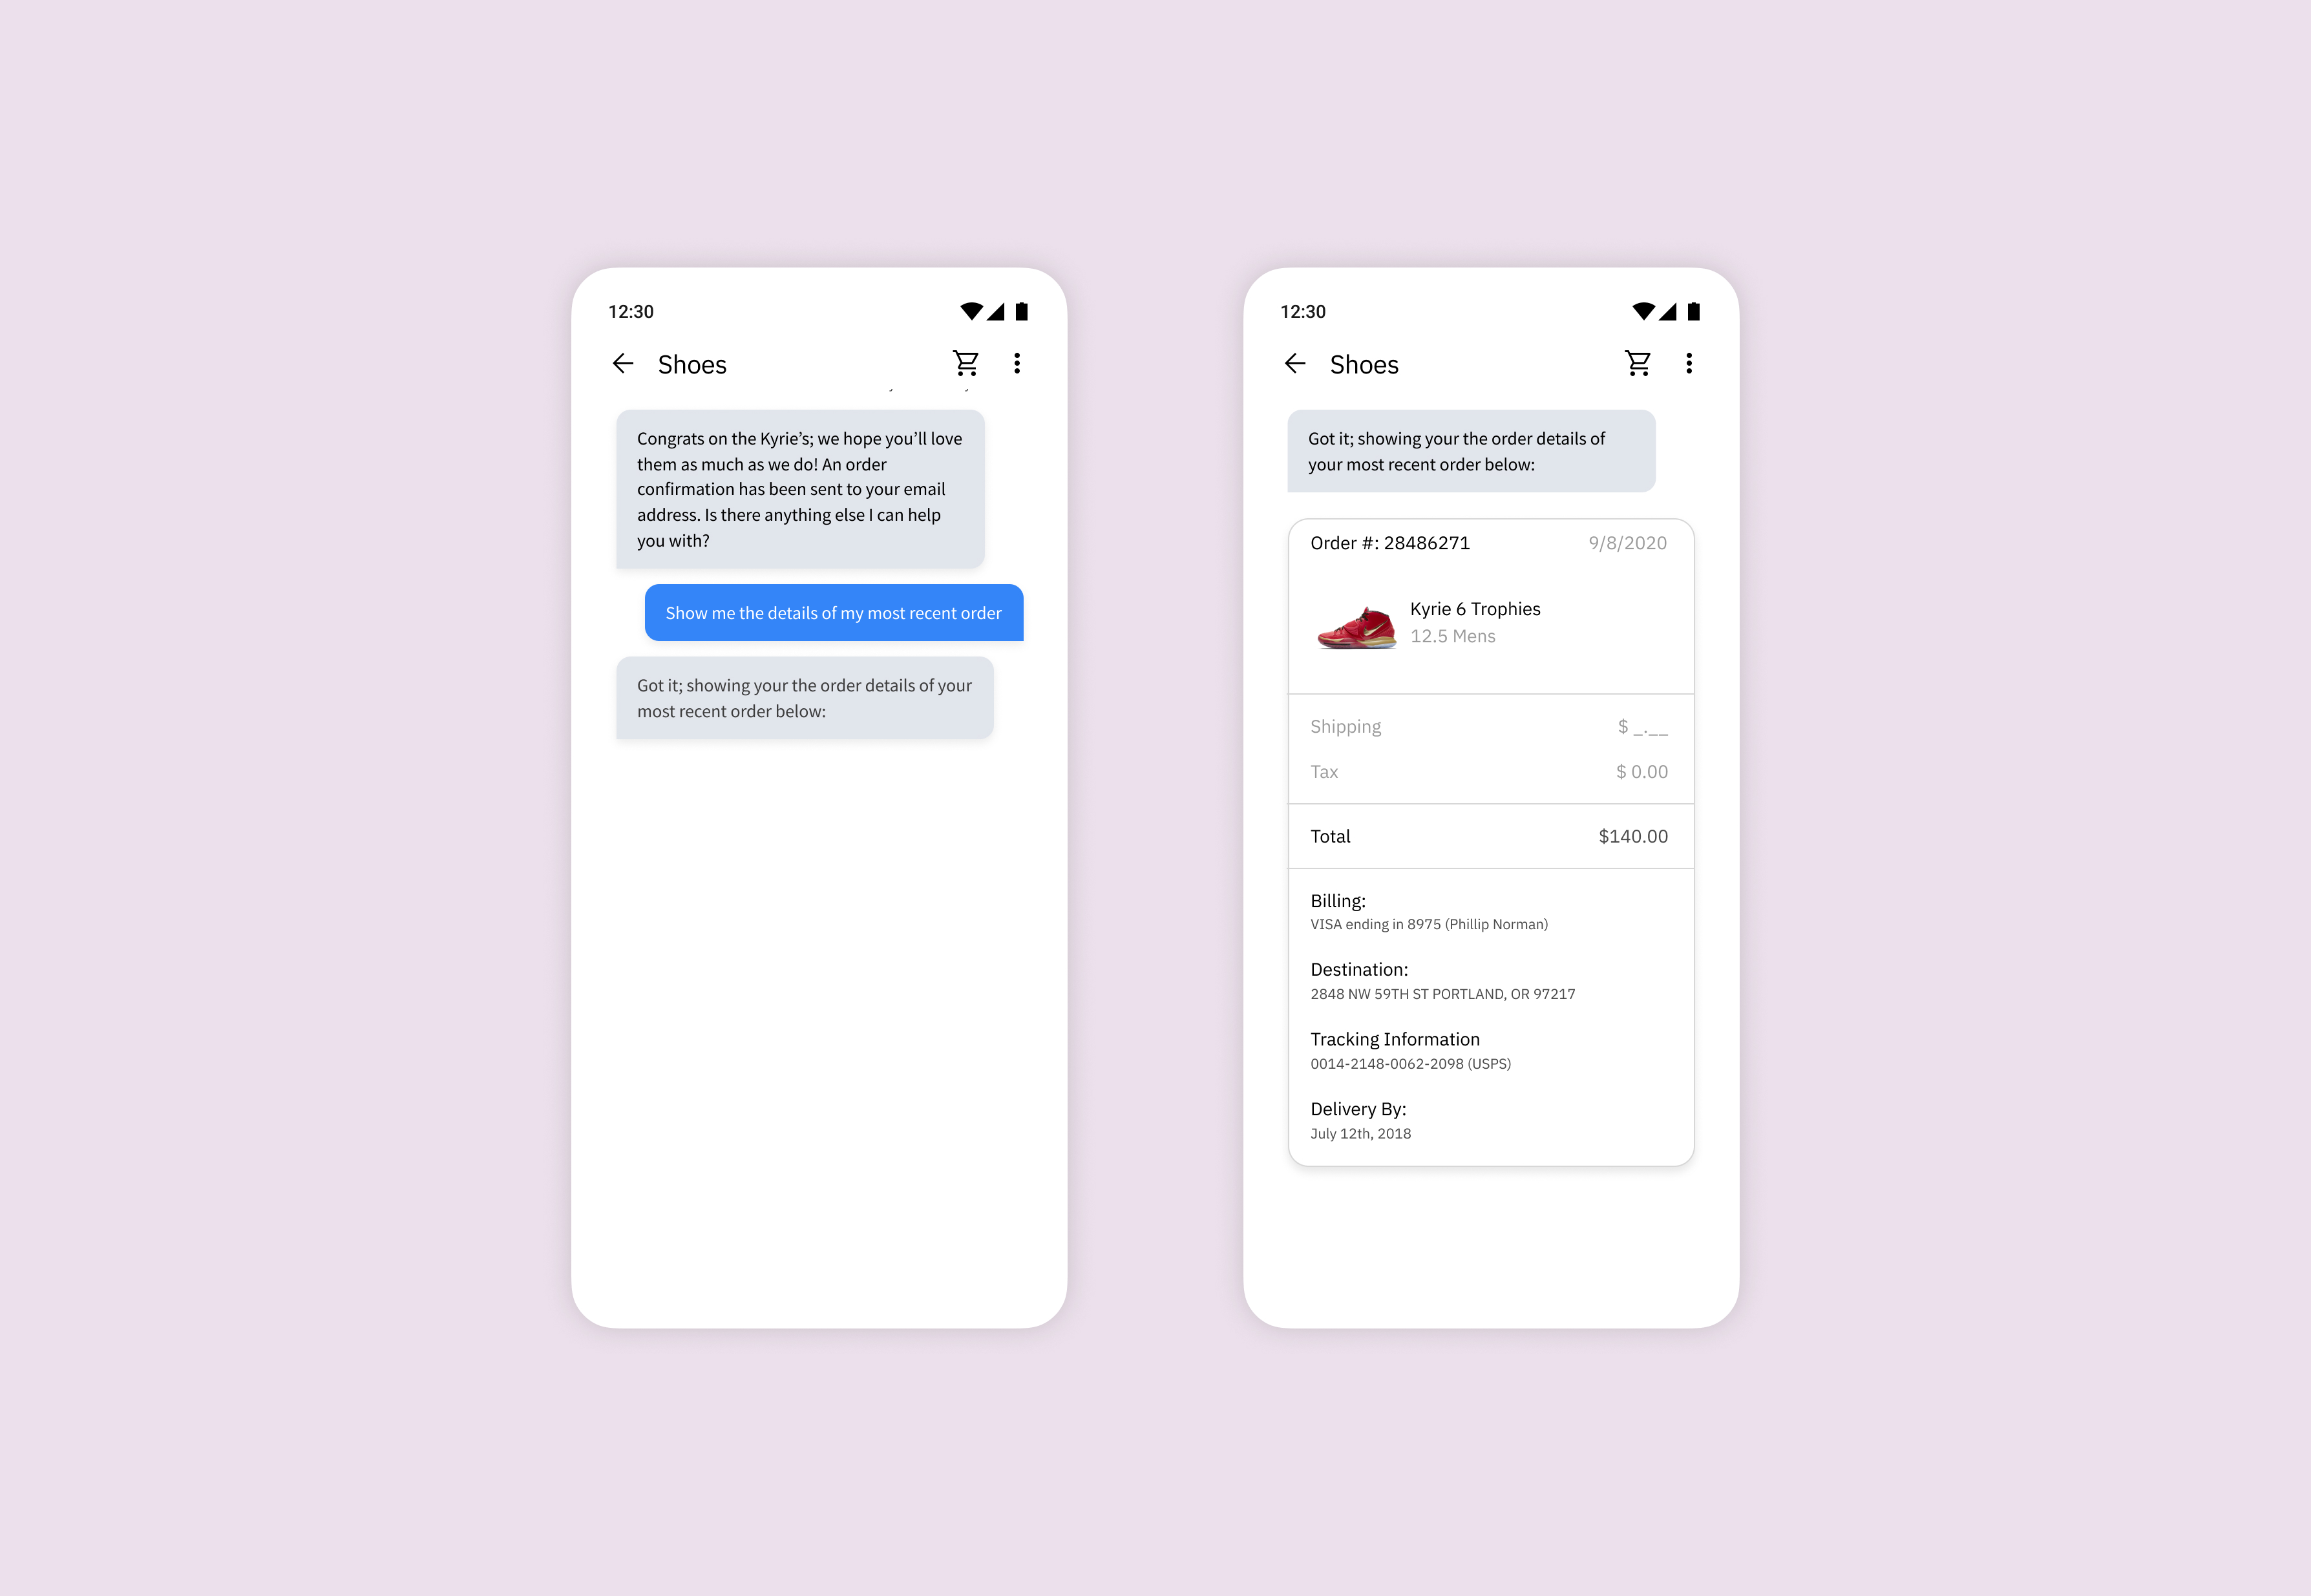 12:30
Shoes
Congrats on the Kyrie’s; we hope you’ll love
them as much as we do! An order
confirmation has been sent to your email
address. Is there anything else I can help
you with?
Show me the details of my most recent order
Got it; showing your the order details of your
most recent order below:
12:30
Shoes
Got it; showing your the order details of
your most recent order below:
Order #: 28486271 9/8/2020
Kyrie 6 Trophies
12.5 Mens
Shipping $ _.__
Tax $ 0.00
Total $140.00
Billing:
VISA ending in 8975 (Phillip Norman)
Destination:
2848 NW 59TH ST PORTLAND, OR 97217
Tracking Information
0014-2148-0062-2098 (USPS)
Delivery By:
July 12th, 2018